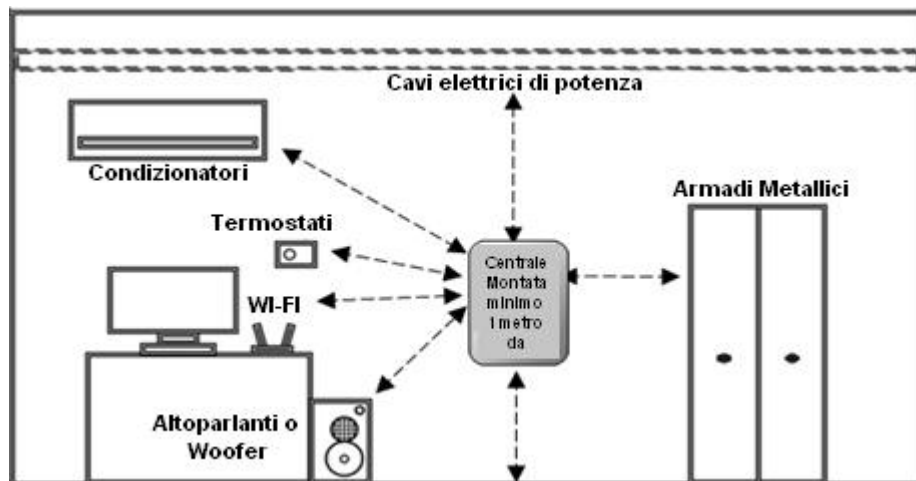 Cavi elettrici di potenza
Condizionatori
Armadi Metallici
Termostati
Centrale
Montata
minimo
1 metro
da
WI-FI
Altoparlanti o
Woofer